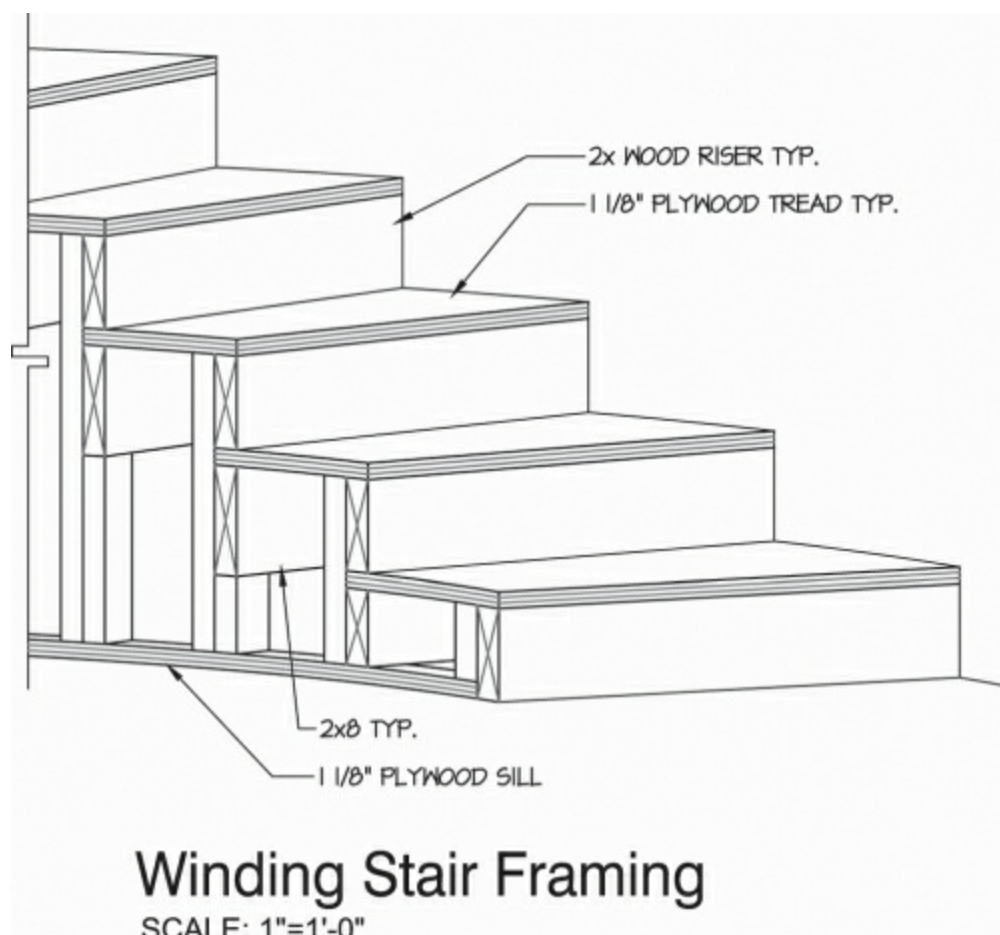 2x WOOD RISER TYP.
1 1/8" PLYWOOD TREAD TYP.
2x8 TYP.
1 1/8" PLYWOOD SILL
Winding Stair Framing
SCALE: 1"=1'-0"